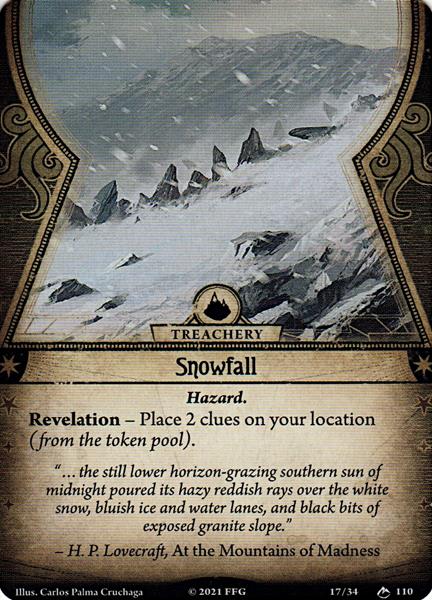 TREACHERY
Snowfall
Hazard.
Revelation – Place 2 clues on your location
(from the token pool).
“… the still lower horizon-grazing southern sun of
midnight poured its hazy reddish rays over the white
snow, bluish ice and water lanes, and black bits of
exposed granite slope.”
– H. P. Lovecraft, At the Mountains of Madness
Illus. Carlos Palma Cruchaga © 2021 FFG 17/34 110